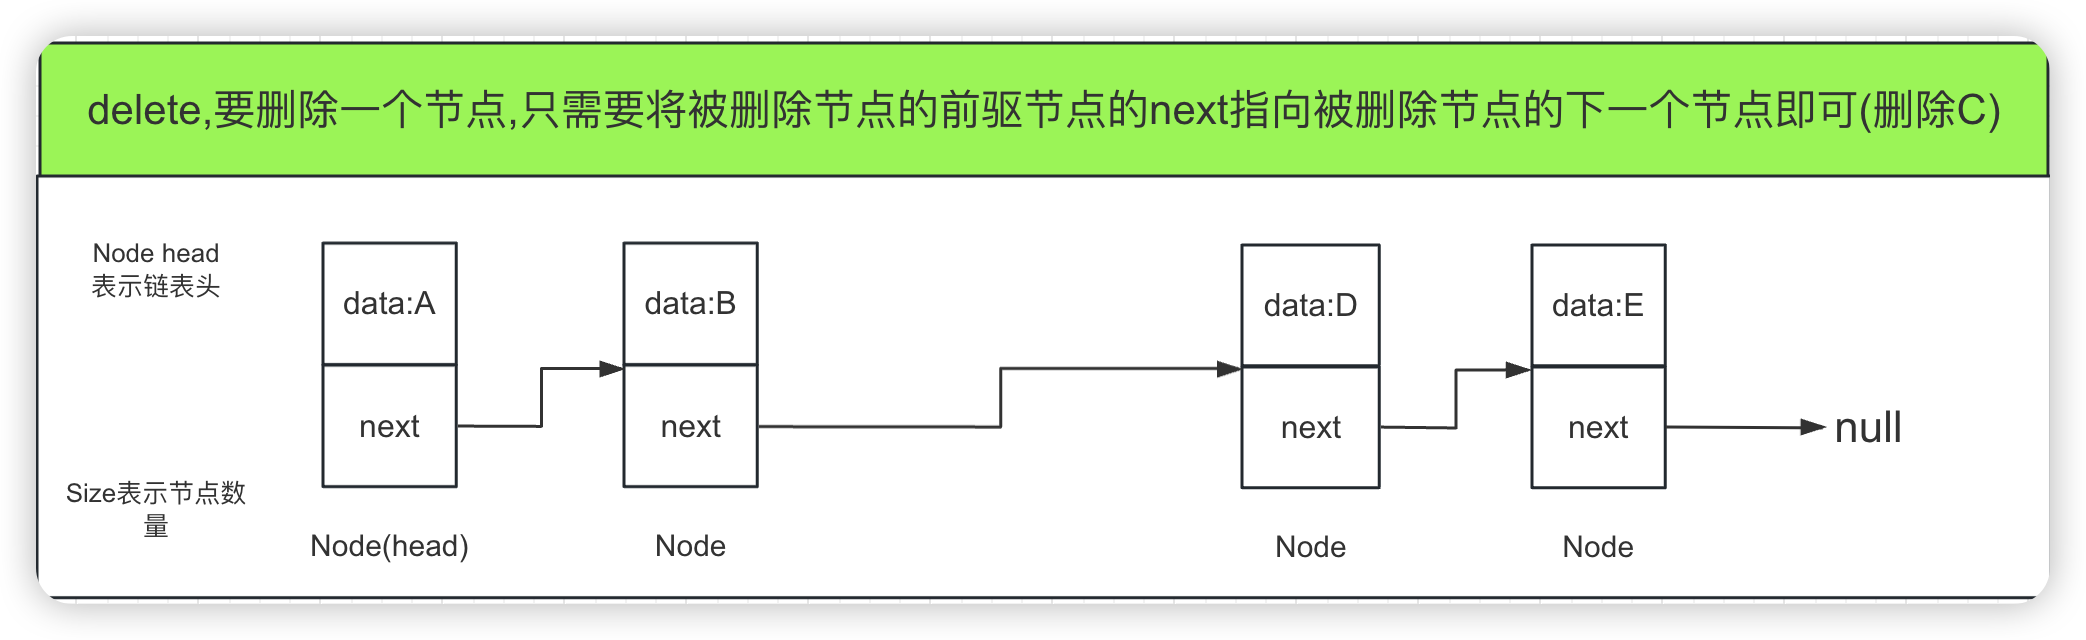 delete,要删除一个节点,只需要将被删除节点的前驱节点的next指向被删除节点的下一个节点即可(删除C)
Node head
表示链表头
data:A
data:B
data:D
data:E
next
next
next
next
null
Size表示节点数
量
Node(head)
Node
Node
Node